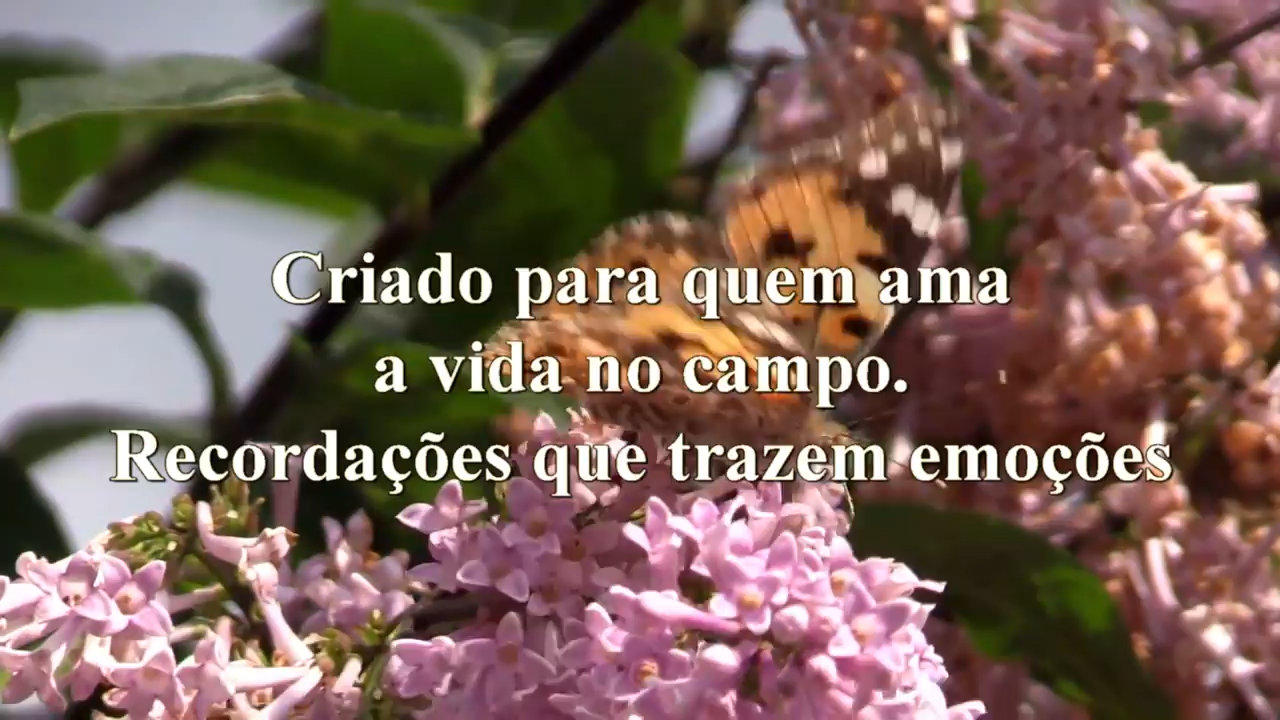 Criado para quem ama
a vida no campo.
Recordações que trazem emoções